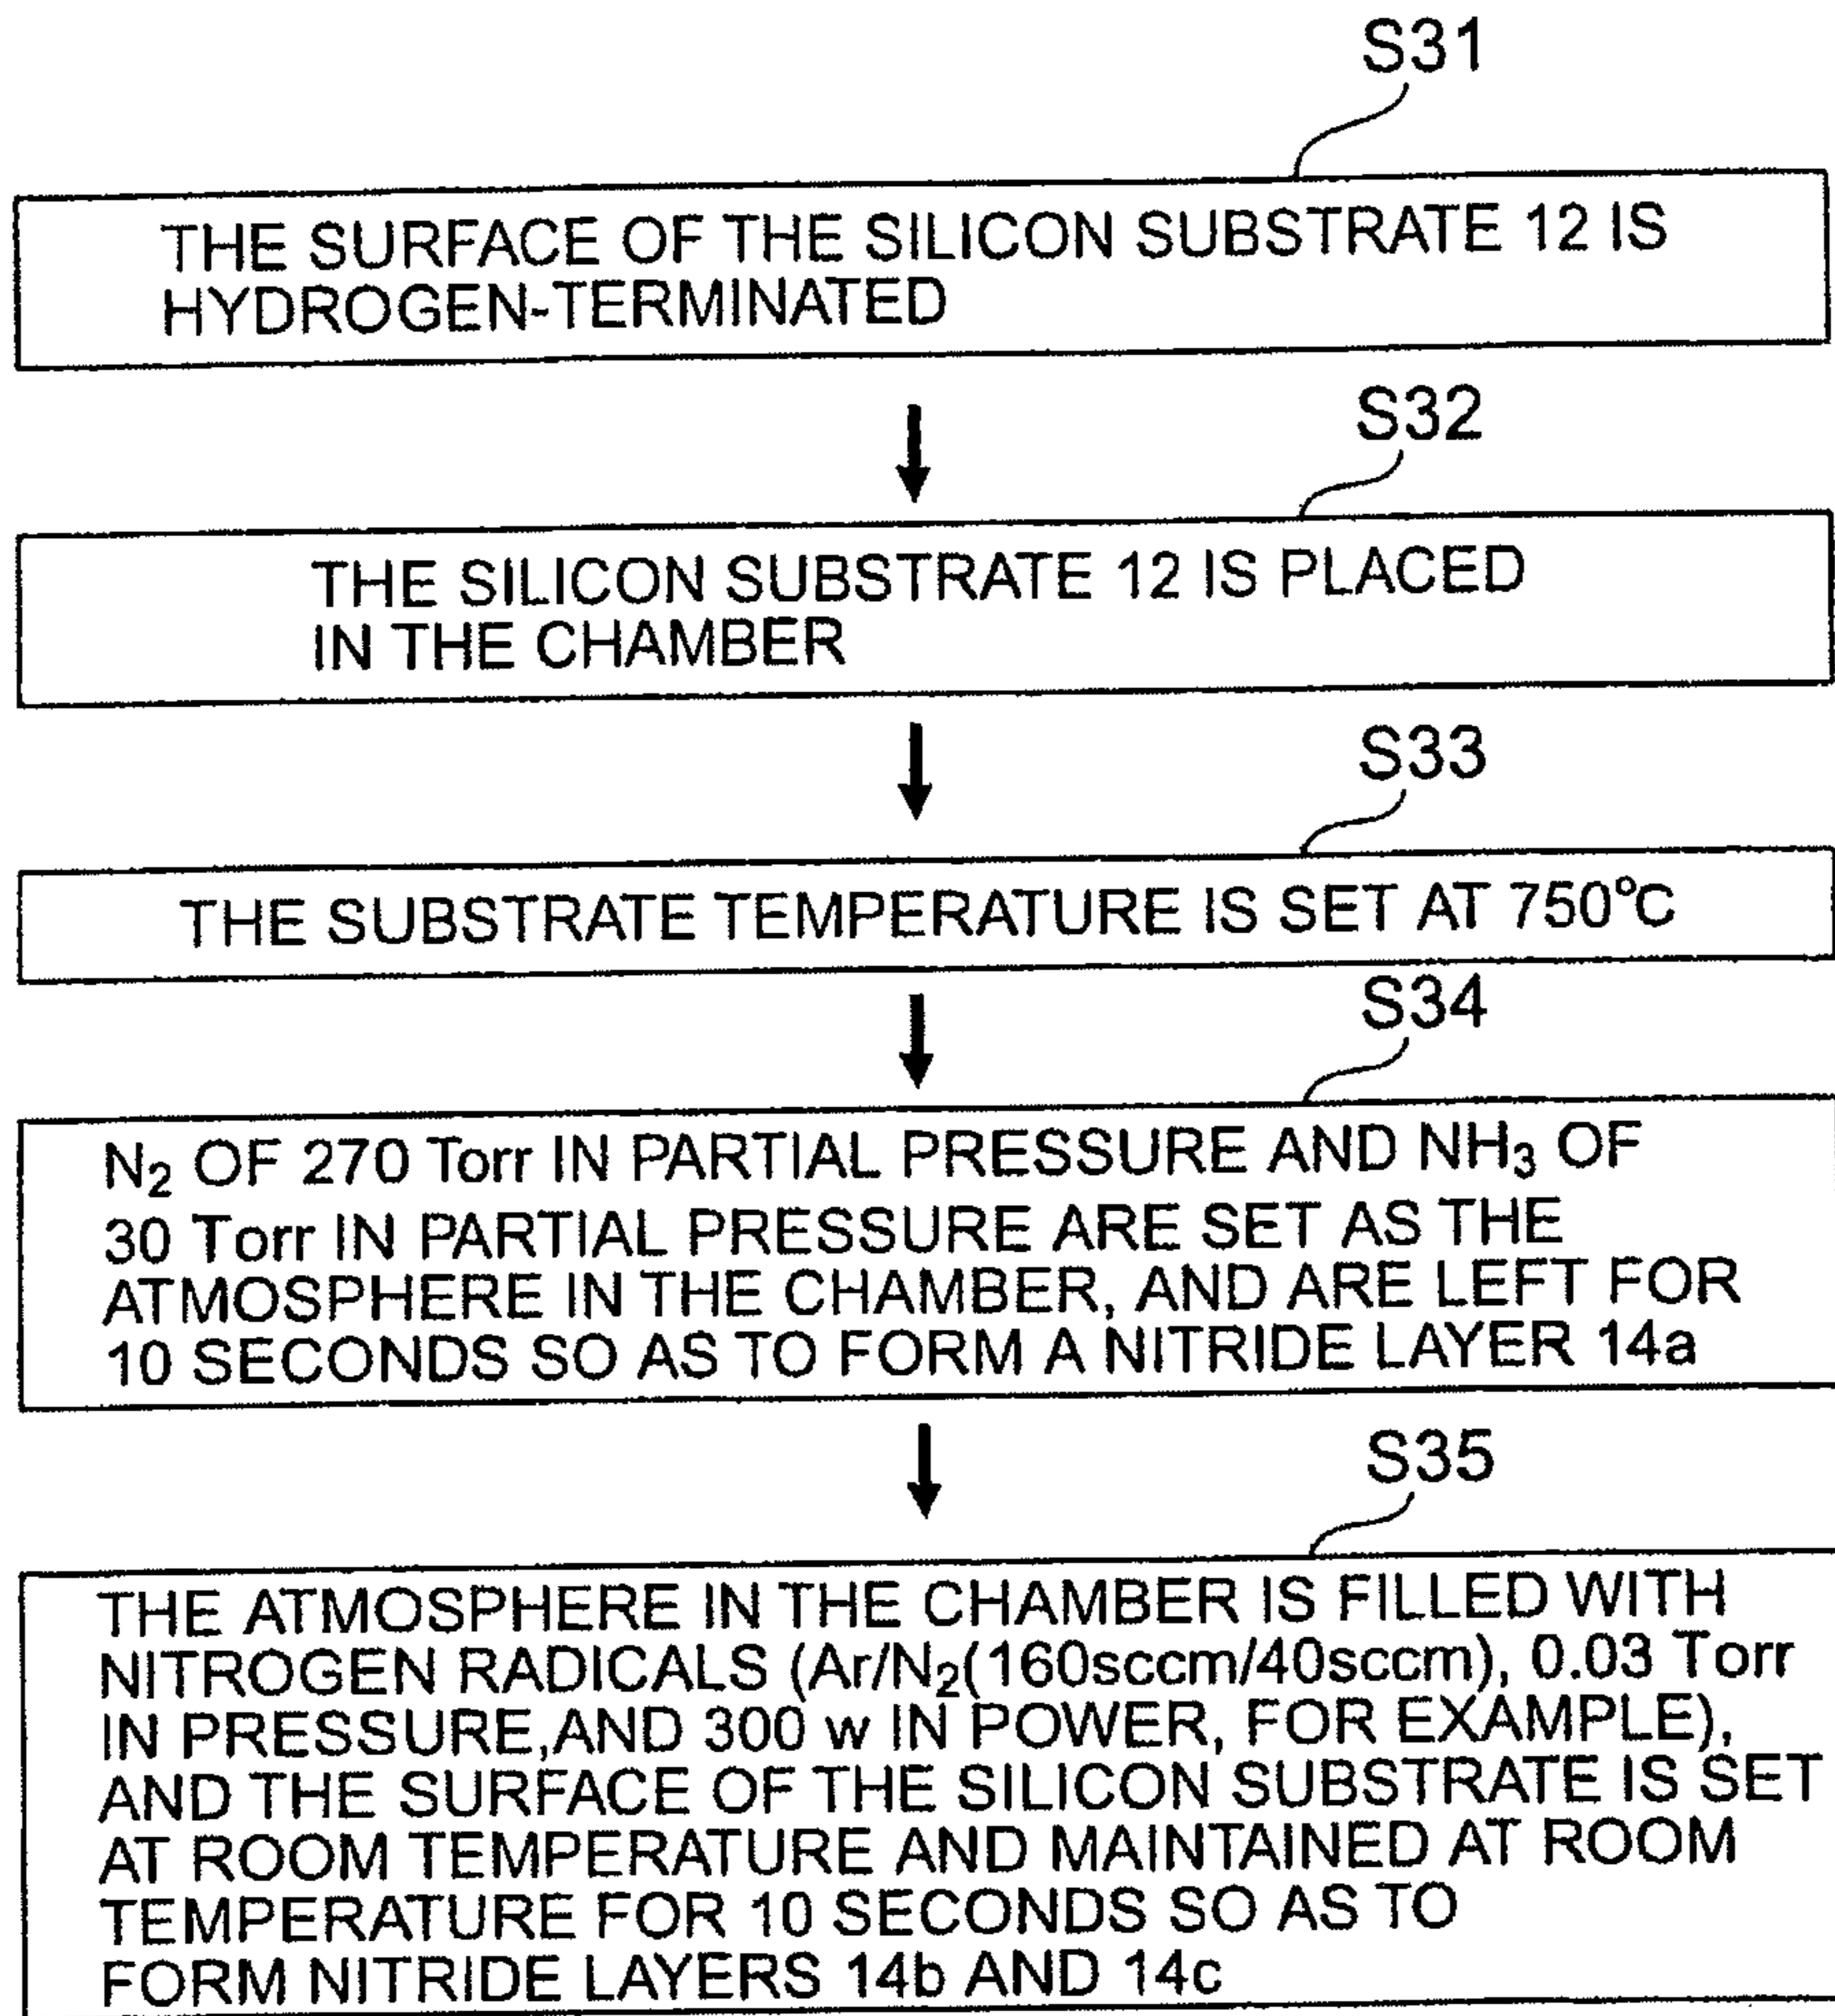 S31
THE SURFACE OF THE SILICON SUBSTRATE 12 IS
HYDROGEN-TERMINATED
S32
THE SILICON SUBSTRATE 12 IS PLACED
IN THE CHAMBER
S33
THE SUBSTRATE TEMPERATURE IS SET AT 750°C
S34
N₂ OF 270 Torr IN PARTIAL PRESSURE AND NH₃ OF
30 Torr IN PARTIAL PRESSURE ARE SET AS THE
ATMOSPHERE IN THE CHAMBER, AND ARE LEFT FOR
10 SECONDS SO AS TO FORM A NITRIDE LAYER 14a
S35
THE ATMOSPHERE IN THE CHAMBER IS FILLED WITH
NITROGEN RADICALS (Ar/N₂(160sccm/40sccm), 0.03 Torr
IN PRESSURE,AND 300 w IN POWER, FOR EXAMPLE),
AND THE SURFACE OF THE SILICON SUBSTRATE IS SET
AT ROOM TEMPERATURE AND MAINTAINED AT ROOM
TEMPERATURE FOR 10 SECONDS SO AS TO
FORM NITRIDE LAYERS 14b AND 14c